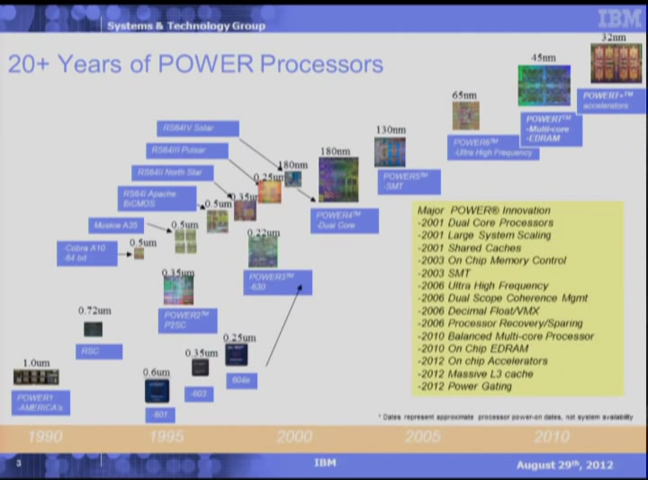 Systems & Technology Group
IBM
20+ Years of POWER Processors
32nm
45nm
POWER7+™
accelerators
65nm
POWER7™
-Multi-core
-EDRAM
RS64IV Sstar
130nm
POWER6™
-Ultra High Frequency
RS64III Pulsar
180nm
180nm
RS64II North Star
0.25um
POWER5™
-SMT
RS64I Apache
BiCMOS
0.35um
0.5um
POWER4™
-Dual Core
Muskie A35
0.5um
0.22um
-Cobra A10
-64 bit
0.5um
0.35um
POWER3™
-630
POWER2™
P2SC
0.72um
RSC
0.25um
0.35um
604e
1.0um
0.6um
-603
POWER1
-AMERICA's
-601
Major POWER® Innovation
-2001 Dual Core Processors
-2001 Large System Scaling
-2001 Shared Caches
-2003 On Chip Memory Control
-2003 SMT
-2006 Ultra High Frequency
-2006 Dual Scope Coherence Mgmt
-2006 Decimal Float/VMX
-2006 Processor Recovery/Sparing
-2010 Balanced Multi-core Processor
-2010 On Chip EDRAM
-2012 On chip Accelerators
-2012 Massive L3 cache
-2012 Power Gating
* Dates represent approximate processor power-on dates, not system availability
1990 1995 2000 2005 2010
3 IBM August 29th, 2012